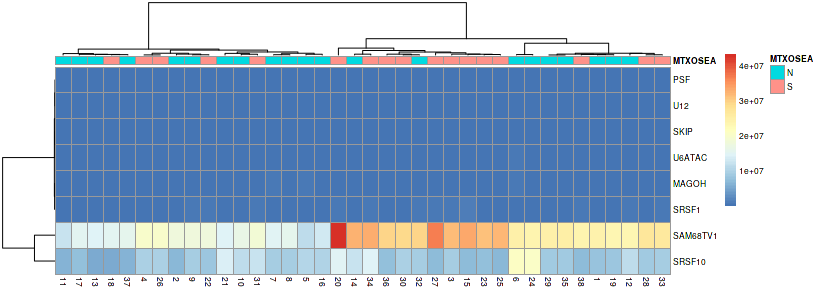 MTXOSEA
PSF
U12
SKIP
U6ATAC
MAGOH
SRSF1
SAM68TV1
SRSF10
11 17 13 18 37 4 26 2 9 22 21 10 31 7 8 5 16 20 14 34 36 30 32 27 3 15 23 25 6 24 29 35 38 1 19 12 28 33
4e+07
3e+07
2e+07
1e+07
MTXOSEA
N
S